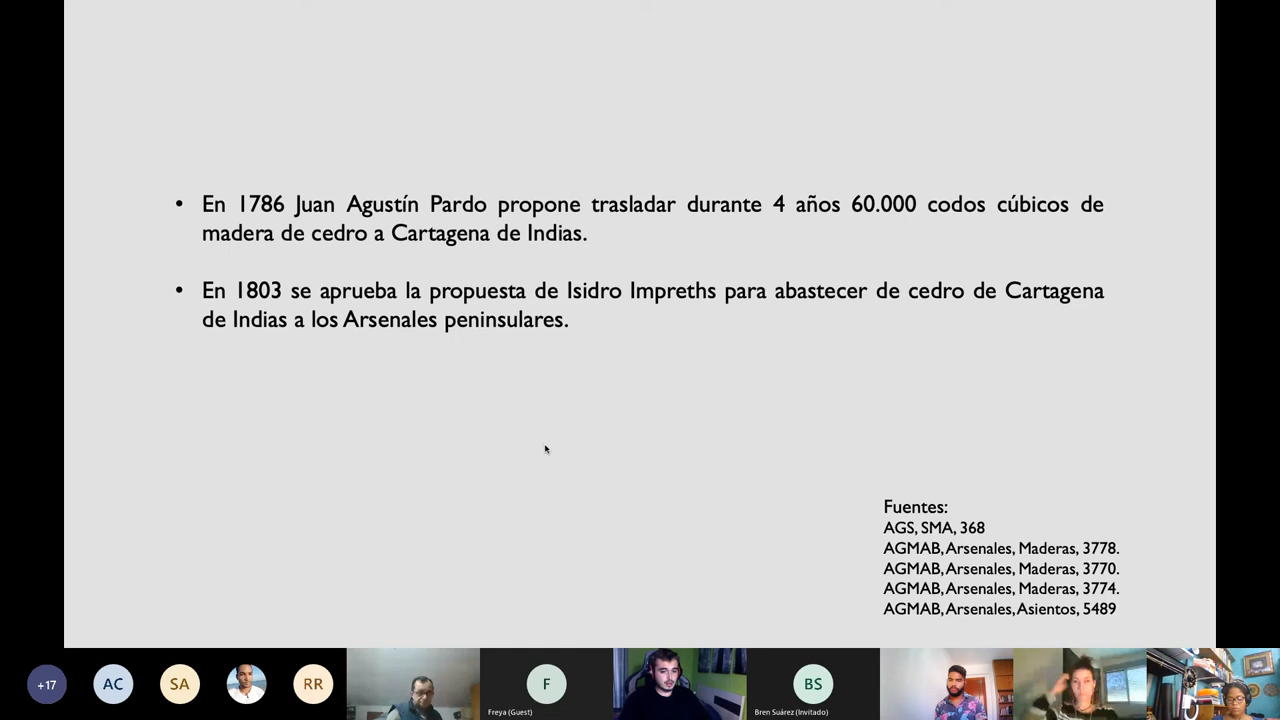 • En 1786 Juan Agustín Pardo propone trasladar durante 4 años 60.000 codos cúbicos de
madera de cedro a Cartagena de Indias.
• En 1803 se aprueba la propuesta de Isidro Impreths para abastecer de cedro de Cartagena
de Indias a los Arsenales peninsulares.
Fuentes:
AGS, SMA, 368
AGMAB, Arsenales, Maderas, 3778.
AGMAB, Arsenales, Maderas, 3770.
AGMAB, Arsenales, Maderas, 3774.
AGMAB, Arsenales, Asientos, 5489
+17
AC
SA
RR
F
Freya (Guest)
BS
Bren Suárez (Invitado)